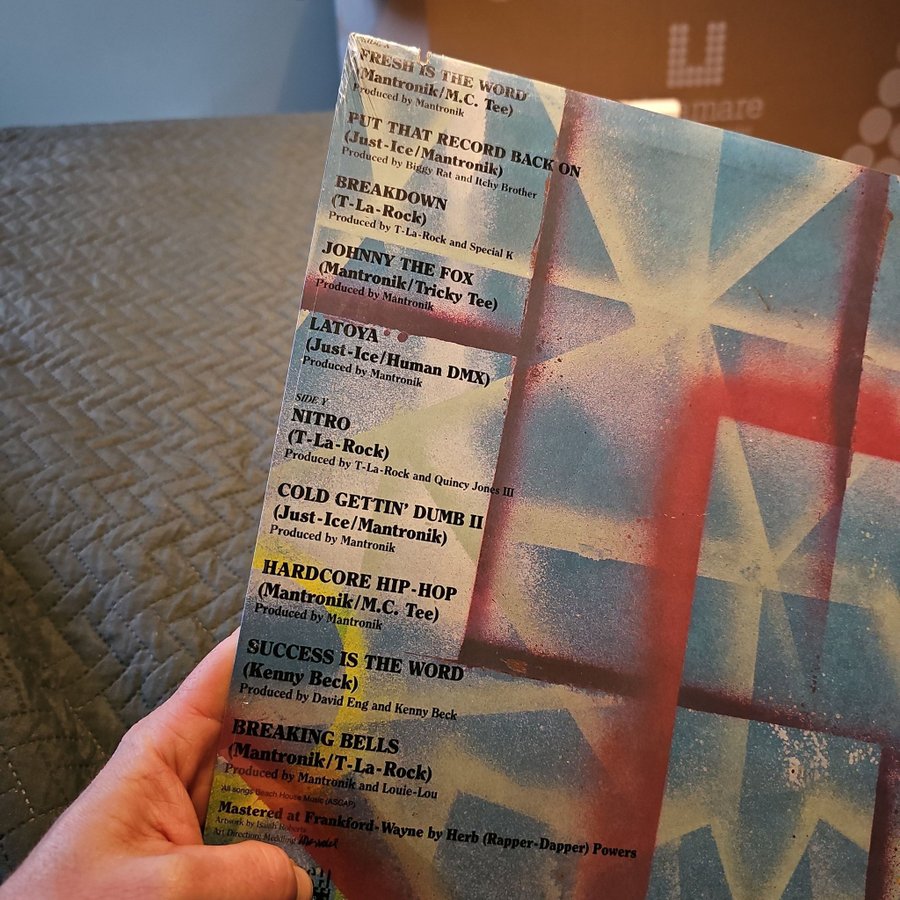 FRESH IS THE WORD
(Mantronik/M.C. Tee)
Produced by Mantronik
PUT THAT RECORD BACK ON
(Just-Ice/Mantronik)
Produced by Biggy Rat and Itchy Brother
BREAKDOWN
(T-La-Rock)
Produced by T-La-Rock and Special K
JOHNNY THE FOX
(Mantronik/Tricky Tee)
Produced by Mantronik
LATOYA
(Just-Ice/Human DMX)
Produced by Mantronik
SIDE Y
NITRO
(T-La-Rock)
Produced by T-La-Rock and Quincy Jones III
COLD GETTIN' DUMB II
(Just-Ice/Mantronik)
Produced by Mantronik
HARDCORE HIP-HOP
(Mantronik/M.C. Tee)
Produced by Mantronik
SUCCESS IS THE WORD
(Kenny Beck)
Produced by David Eng and Kenny Beck
BREAKING BELLS
(Mantronik/T-La-Rock)
Produced by Mantronik and Louie-Lou
All songs Beach House Music (ASCAP)
Mastered at Frankford-Wayne by Herb (Rapper-Dapper) Powers
Artwork by Isaiah Roberts
Art Direction:
mare